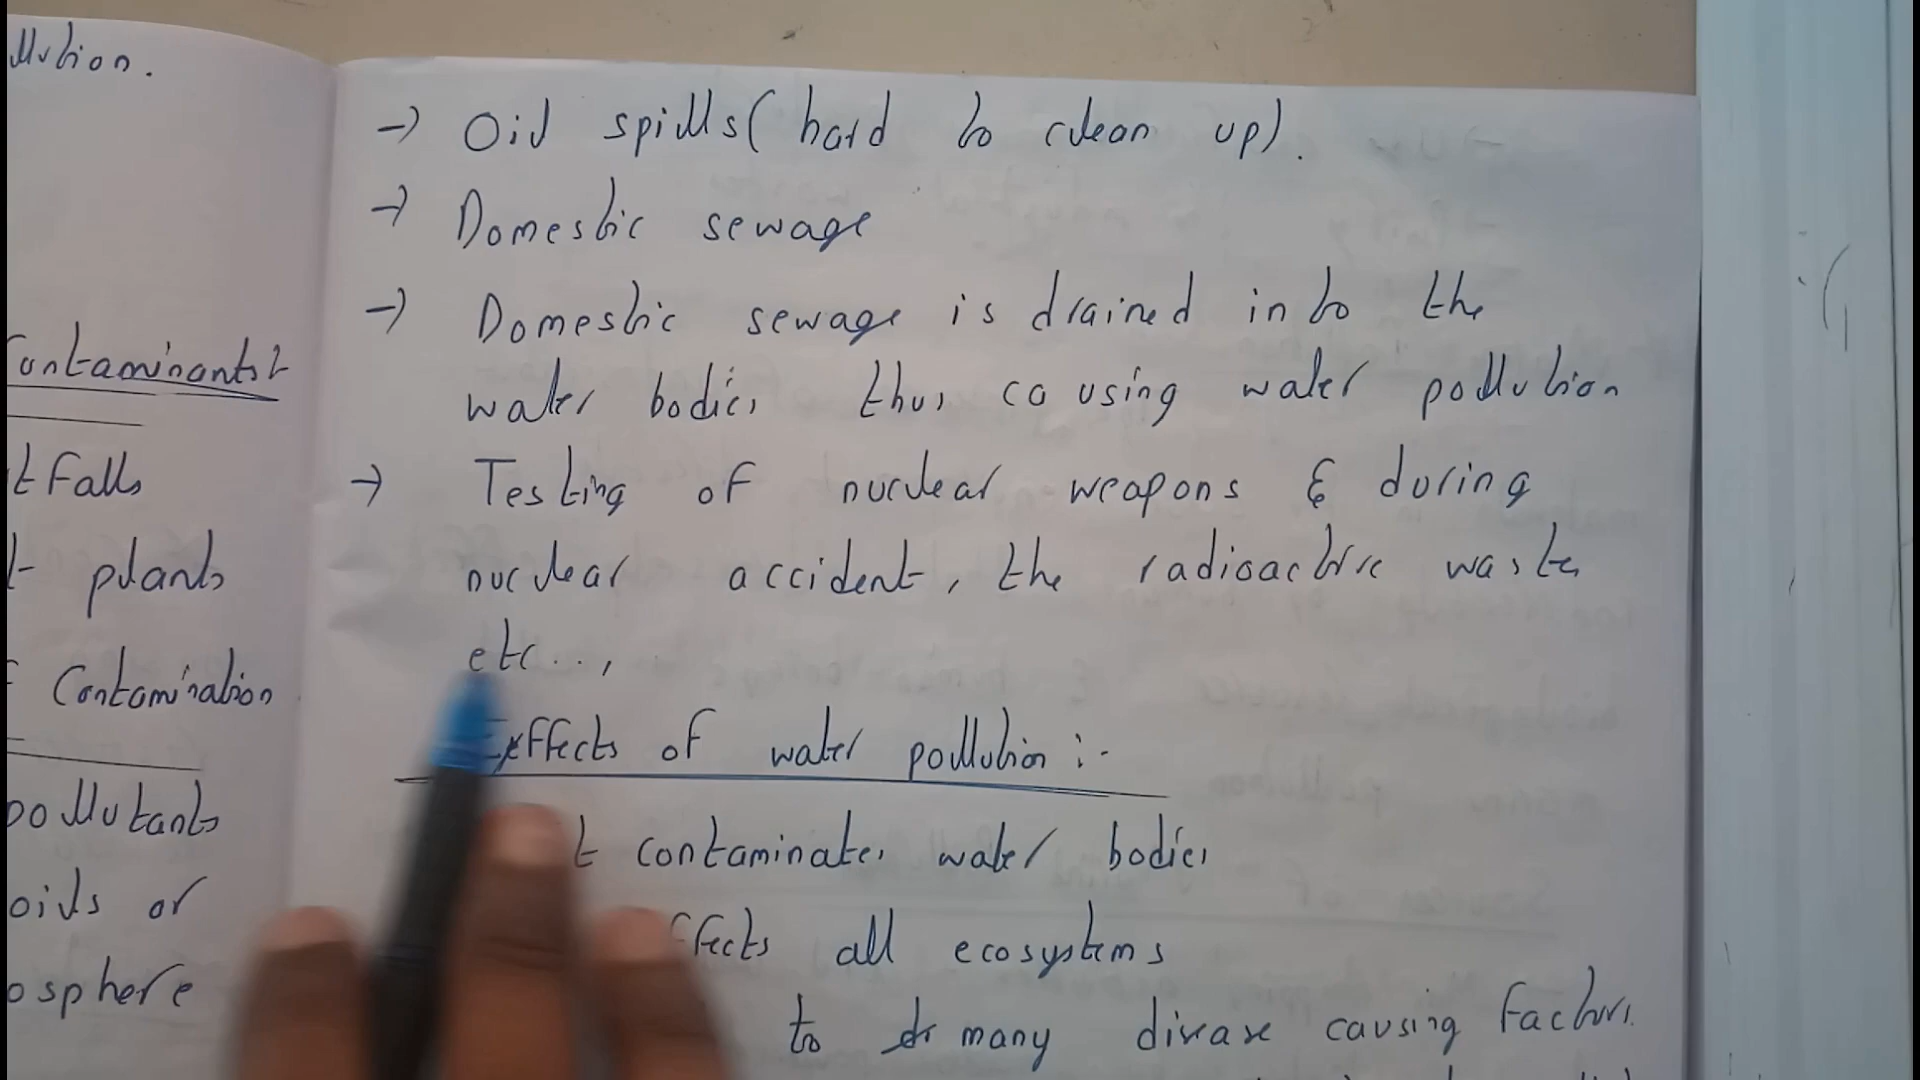 llution.
ontaminants:-
t falls
t plants
Contamination
pollutants
oils or
osphere
→ Oil spills (hard to clean up).
→ Domestic sewage
→ Domestic sewage is drained into the
water bodies thus causing water pollution
→ Testing of nuclear weapons & during
nuclear accident, the radioactive waste
etc..,
Effects of water pollution :-
t contaminates water bodies
ffects all ecosystems
to many disease causing factors.